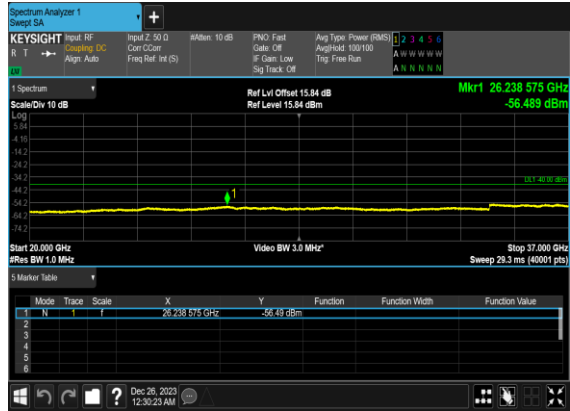 Spectrum Analyzer 1
Swept SA
+
KEYSIGHT Input: RF Input Z: 50 Ω #Atten: 10 dB PNO: Fast Avg Type: Power (RMS) 1 2 3 4 5 6
R T Coupling: DC Corr CCorr Gate: Off Avg|Hold: 100/100 A W W W W W
Align: Auto Freq Ref: Int (S) IF Gain: Low Trig: Free Run
Sig Track: Off A N N N N N
1 Spectrum Ref Lvl Offset 15.84 dB Mkr1 26.238 575 GHz
Scale/Div 10 dB Ref Level 15.84 dBm -56.489 dBm
Log
5.84
-4.16
-14.2
-24.2
-34.2
DL1 -40.00 dBm
-44.2
1
-54.2
-64.2
-74.2
Start 20.000 GHz Video BW 3.0 MHz* Stop 37.000 GHz
#Res BW 1.0 MHz Sweep 29.3 ms (40001 pts)
5 Marker Table
Mode Trace Scale X Y Function Function Width Function Value
1 N 1 f 26.238 575 GHz -56.49 dBm
2
3
4
5
6
? Dec 26, 2023
12:30:23 AM